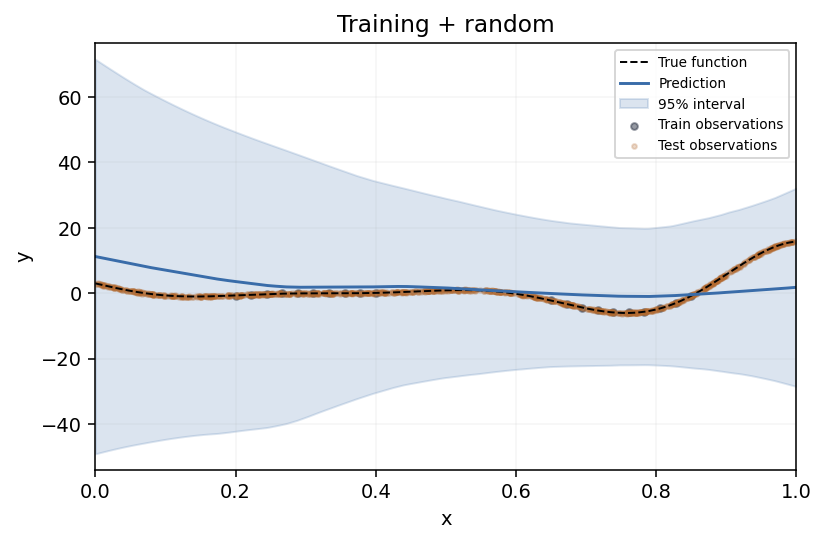 Training + random
True function
Prediction
95% interval
Train observations
Test observations
60
40
20
0
−20
−40
y
0.0 0.2 0.4 0.6 0.8 1.0
x